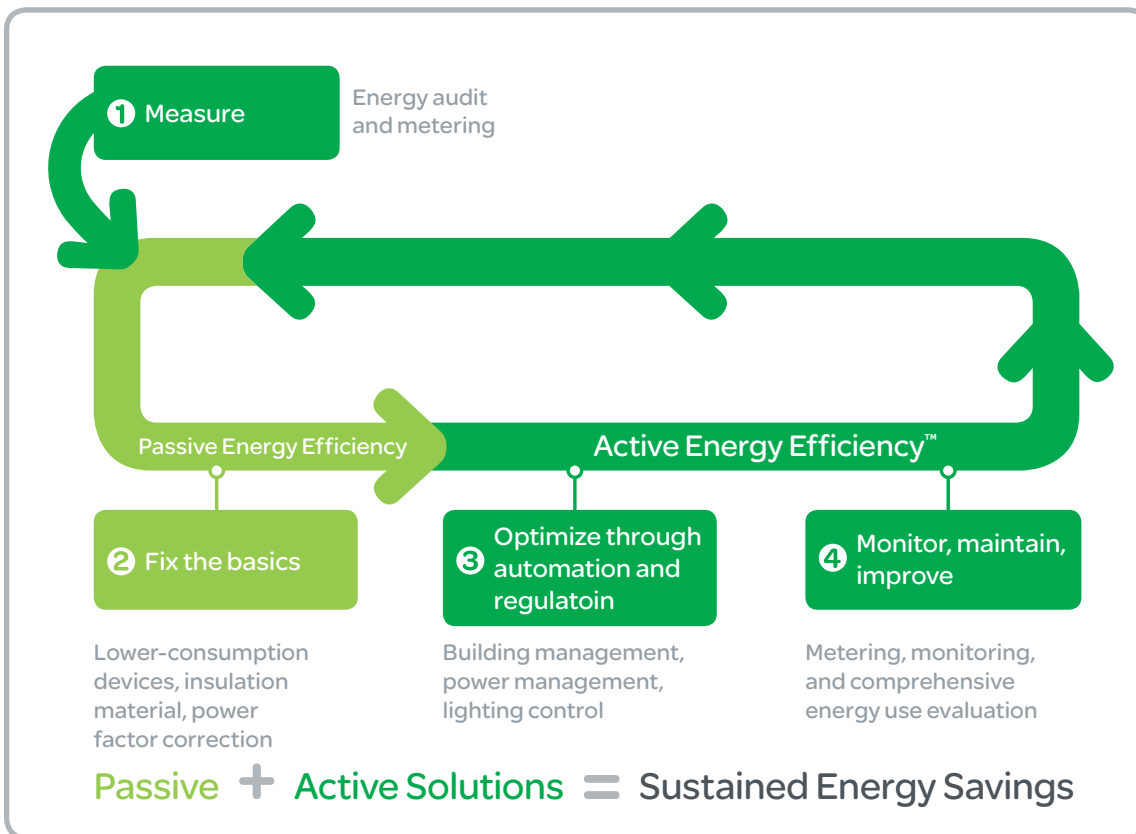 1 Measure
Energy audit
and metering
Passive Energy Efficiency
Active Energy Efficiency™
2 Fix the basics
3 Optimize through
automation and
regulatoin
4 Monitor, maintain,
improve
Lower-consumption
devices, insulation
material, power
factor correction
Building management,
power management,
lighting control
Metering, monitoring,
and comprehensive
energy use evaluation
Passive + Active Solutions = Sustained Energy Savings